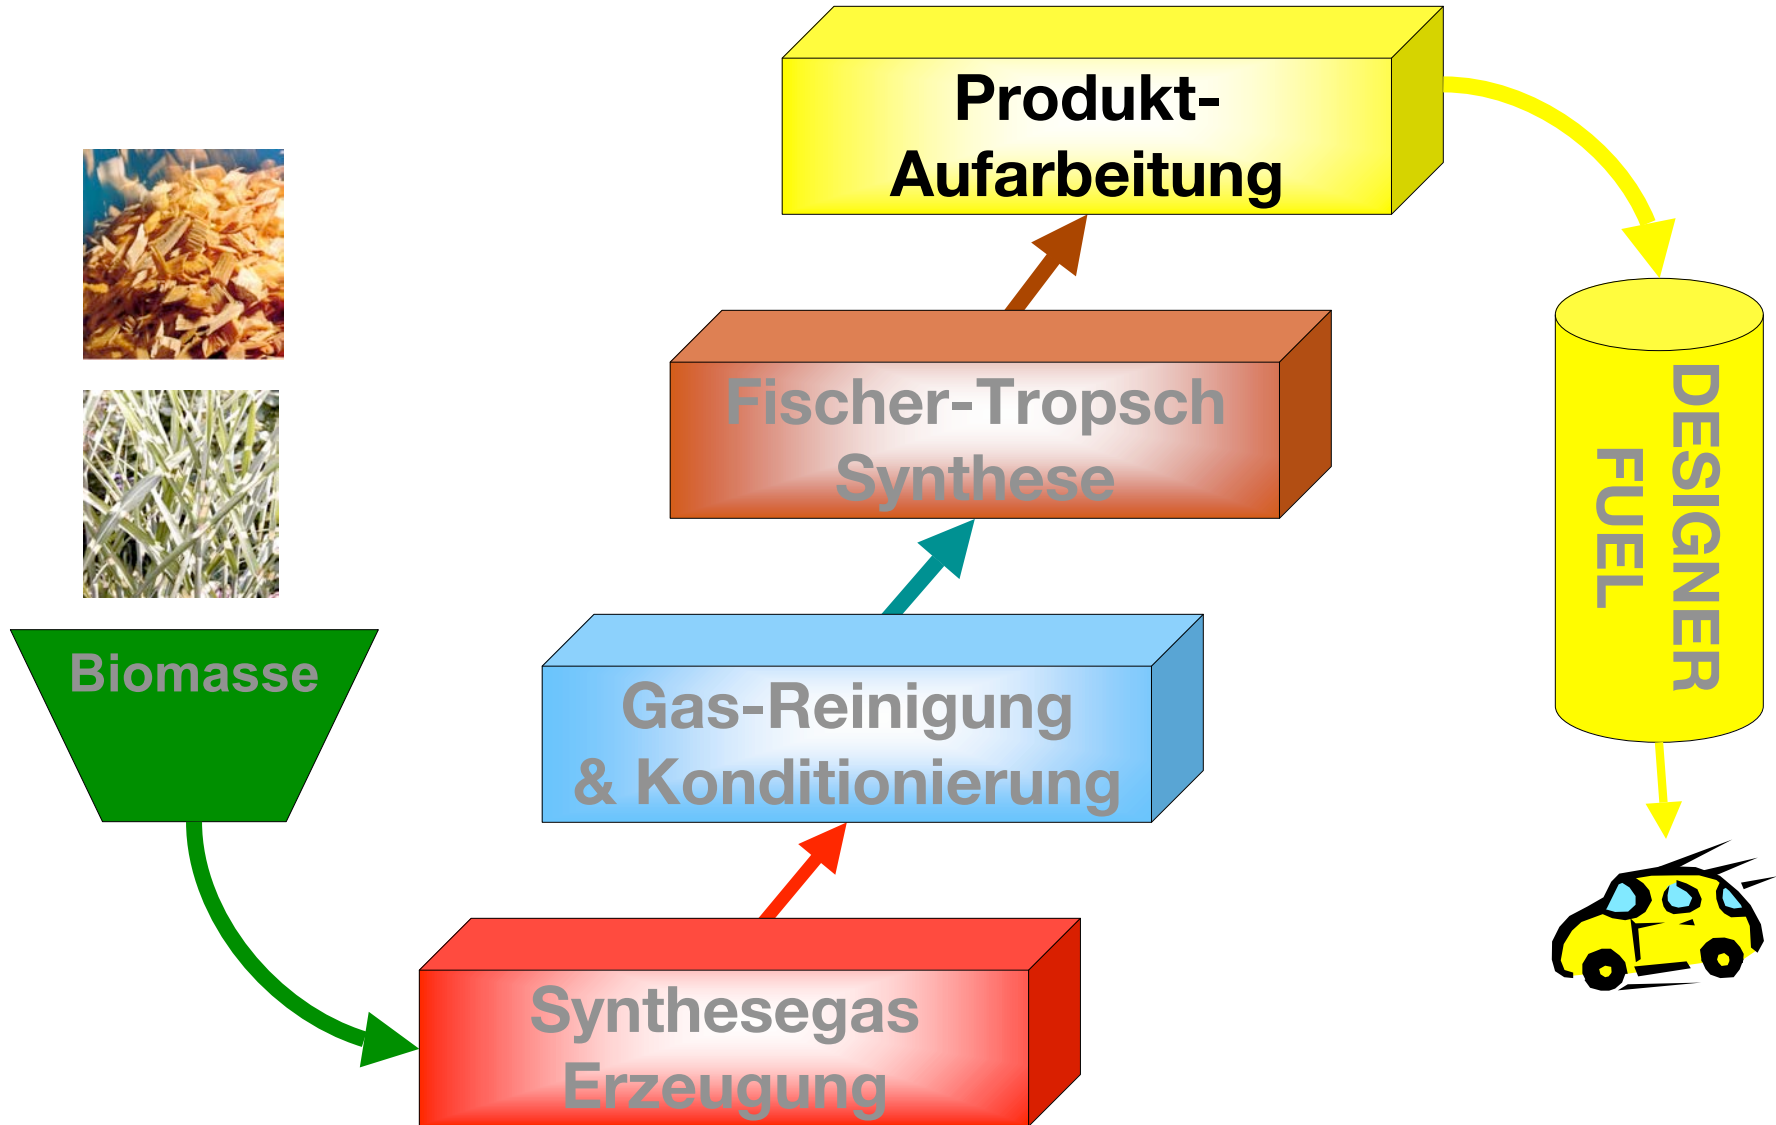 Produkt-
Aufarbeitung
Fischer-Tropsch
Synthese
DESIGNER
FUEL
Biomasse
Gas-Reinigung
& Konditionierung
Synthesegas
Erzeugung